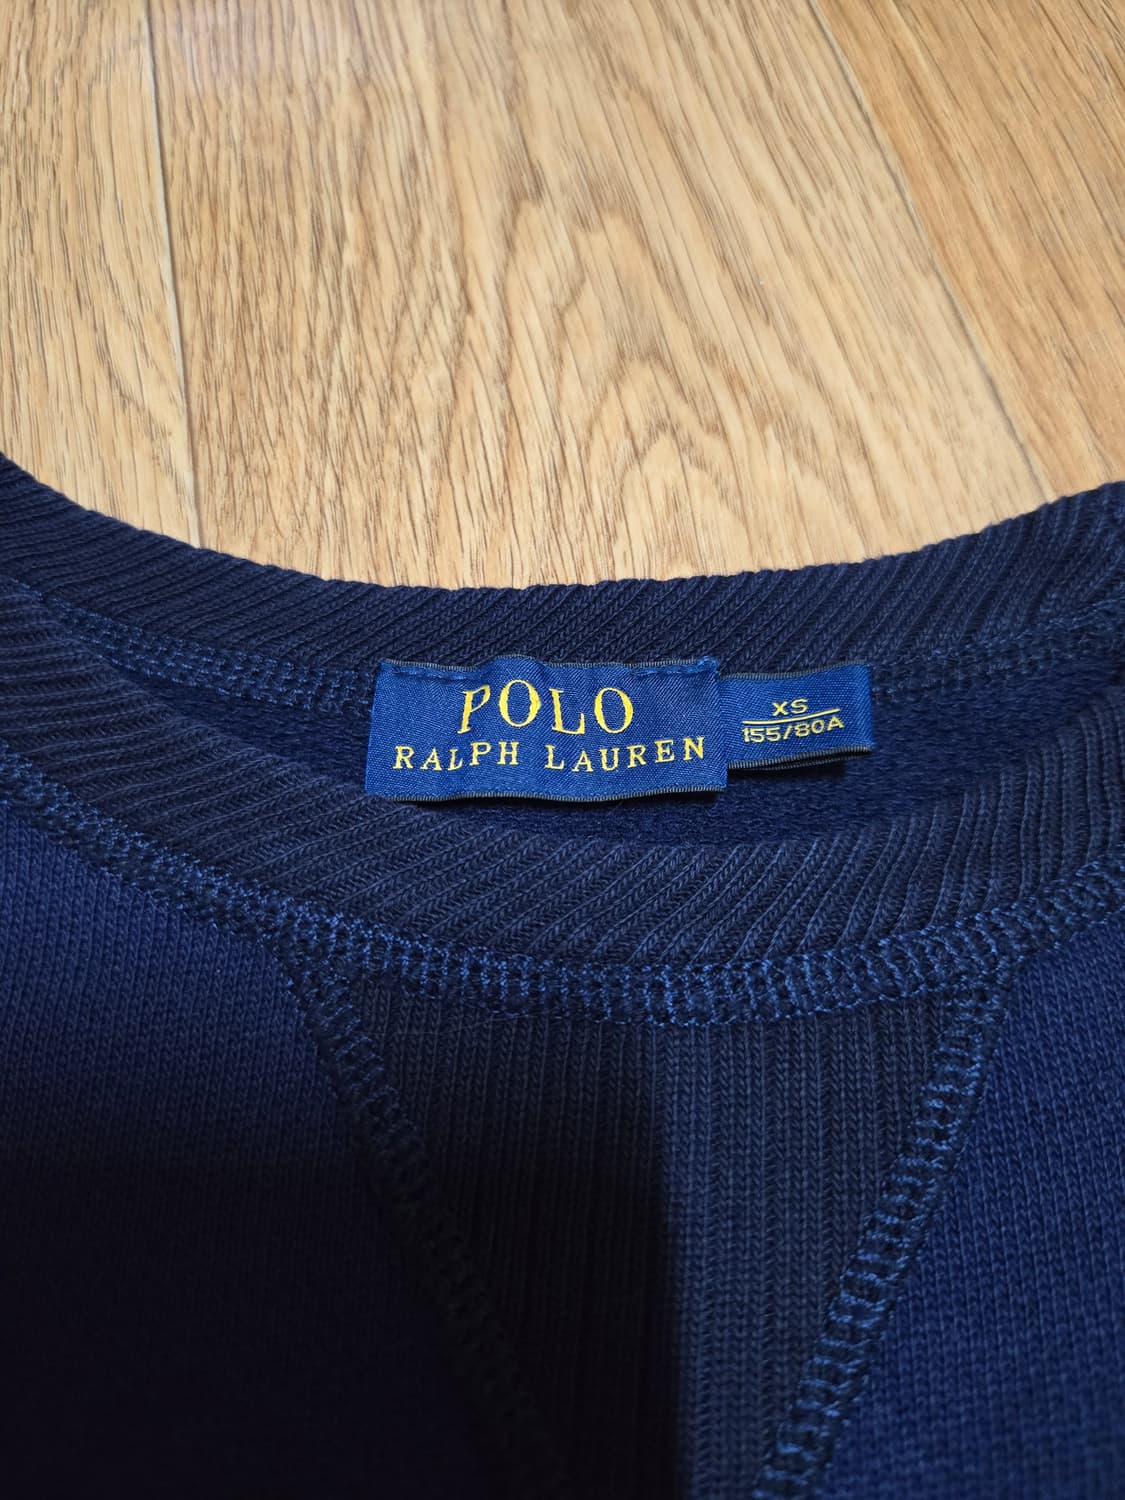 POLO
RALPH LAUREN
XS
155/80A